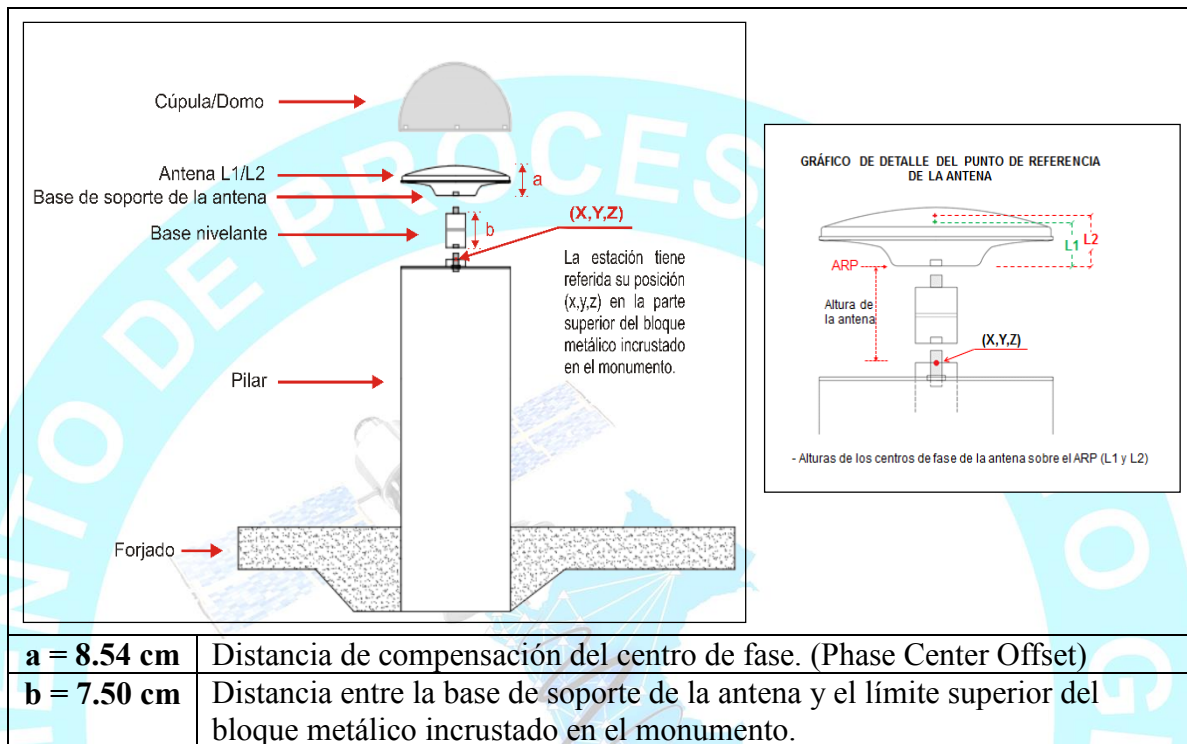 Cúpula/Domo
Antena L1/L2
a
Base de soporte de la antena
(X,Y,Z)
Base nivelante
b
La estación tiene
referida su posición
(x,y,z) en la parte
superior del bloque
metálico incrustado
en el monumento.
Pilar
Forjado
GRÁFICO DE DETALLE DEL PUNTO DE REFERENCIA
DE LA ANTENA
L1
L2
ARP
Altura de
la antena
(X,Y,Z)
- Alturas de los centros de fase de la antena sobre el ARP (L1 y L2)
a = 8.54 cm Distancia de compensación del centro de fase. (Phase Center Offset)
b = 7.50 cm Distancia entre la base de soporte de la antena y el límite superior del
bloque metálico incrustado en el monumento.